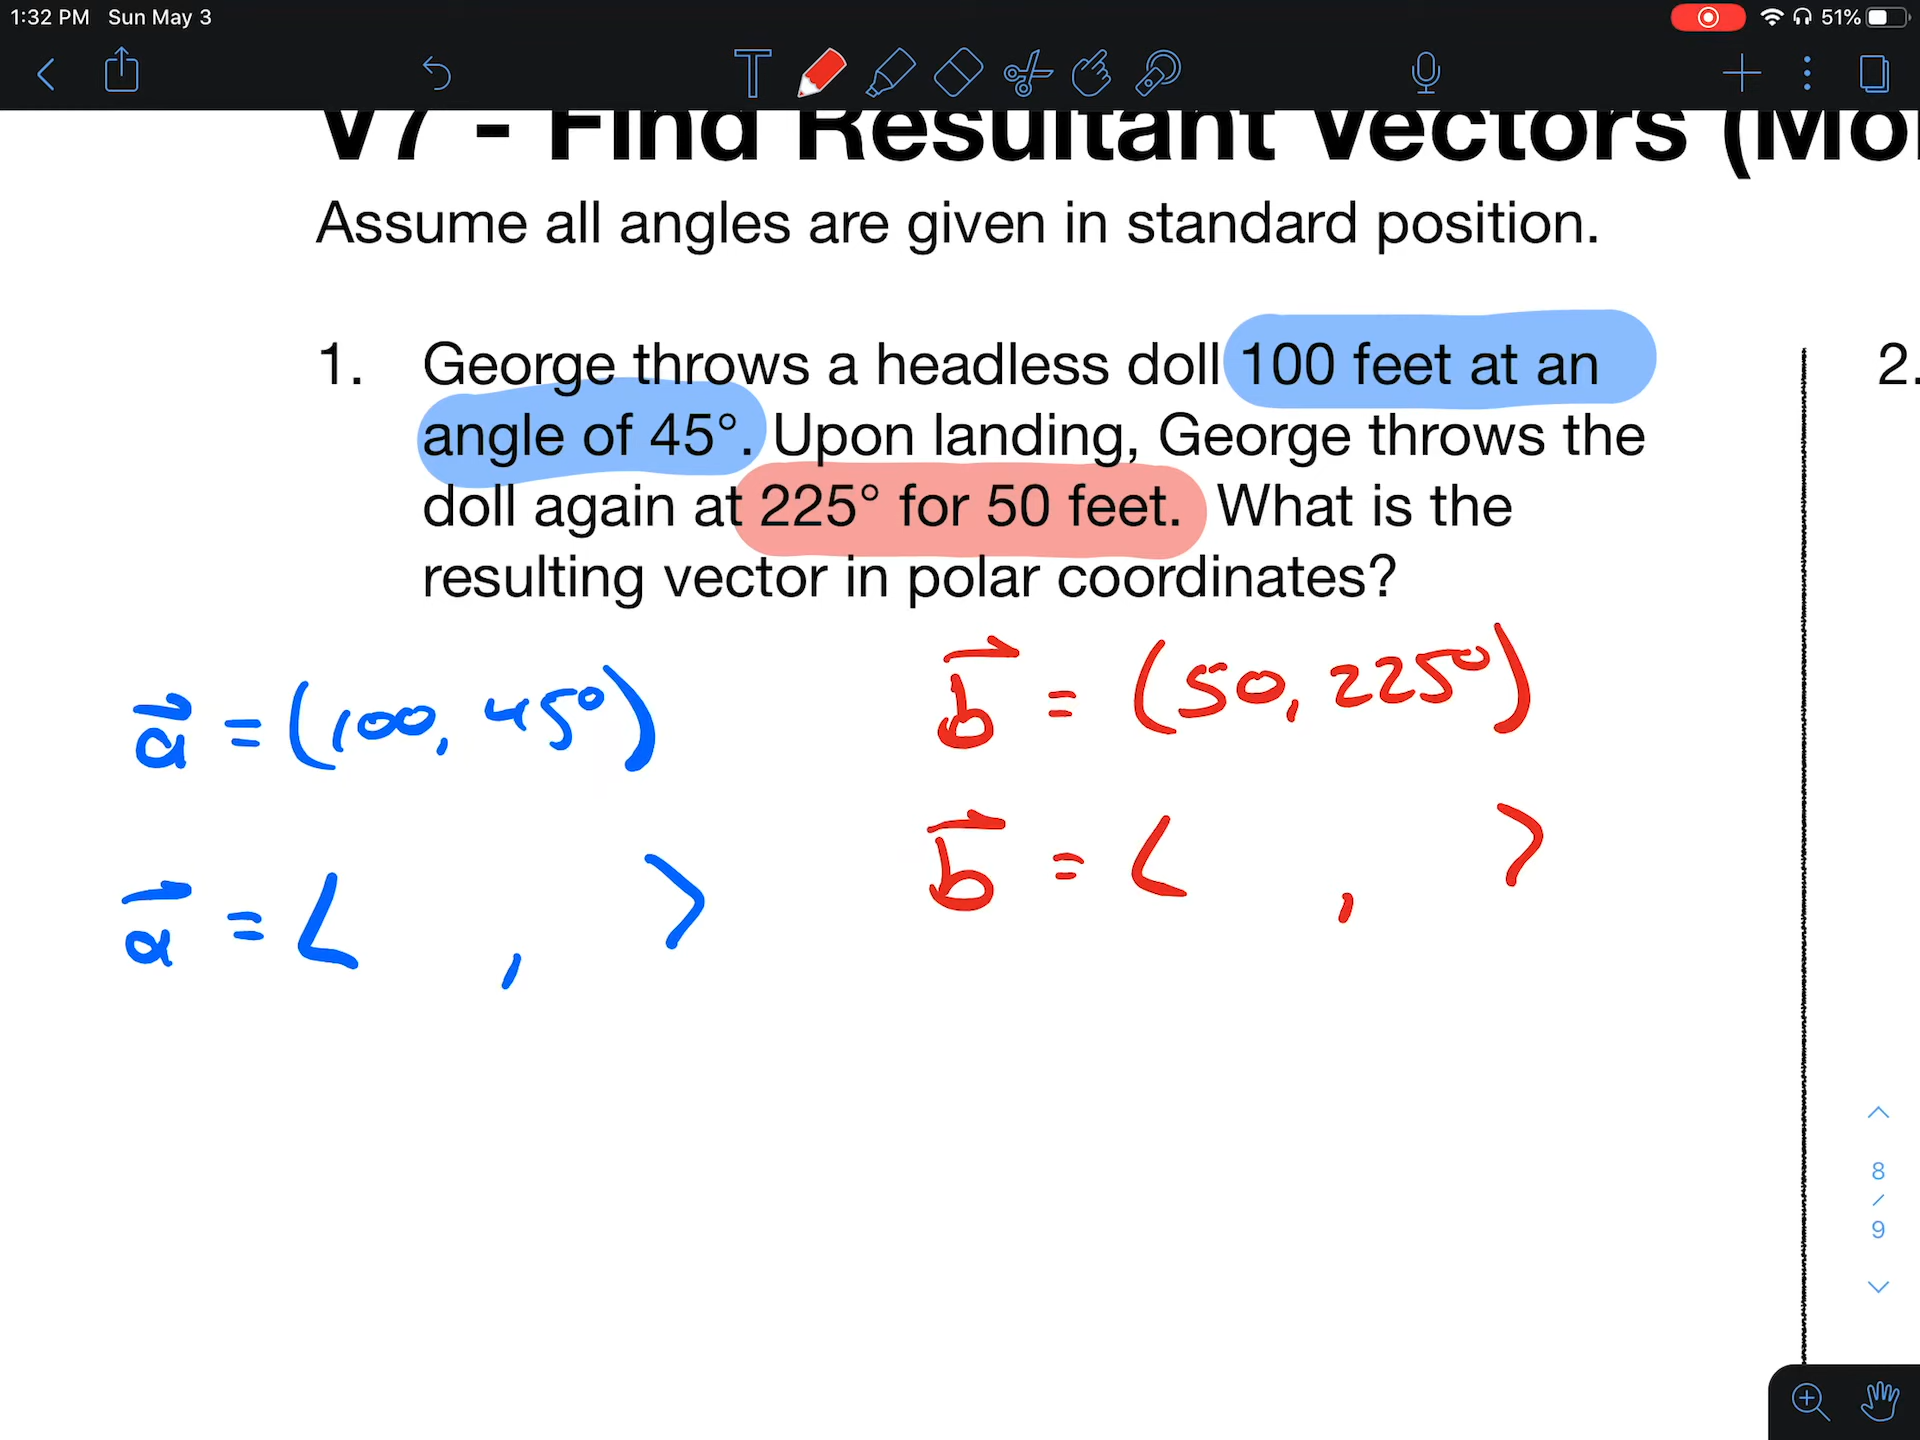 1:32 PM Sun May 3
51%
V7 - Find Resultant Vectors (Mo
Assume all angles are given in standard position.
1. George throws a headless doll 100 feet at an
angle of 45°. Upon landing, George throws the
doll again at 225° for 50 feet. What is the
resulting vector in polar coordinates?
2.
a = (100, 45°)
b = (50, 225°)
a = < , >
b = < , >
8
/
9